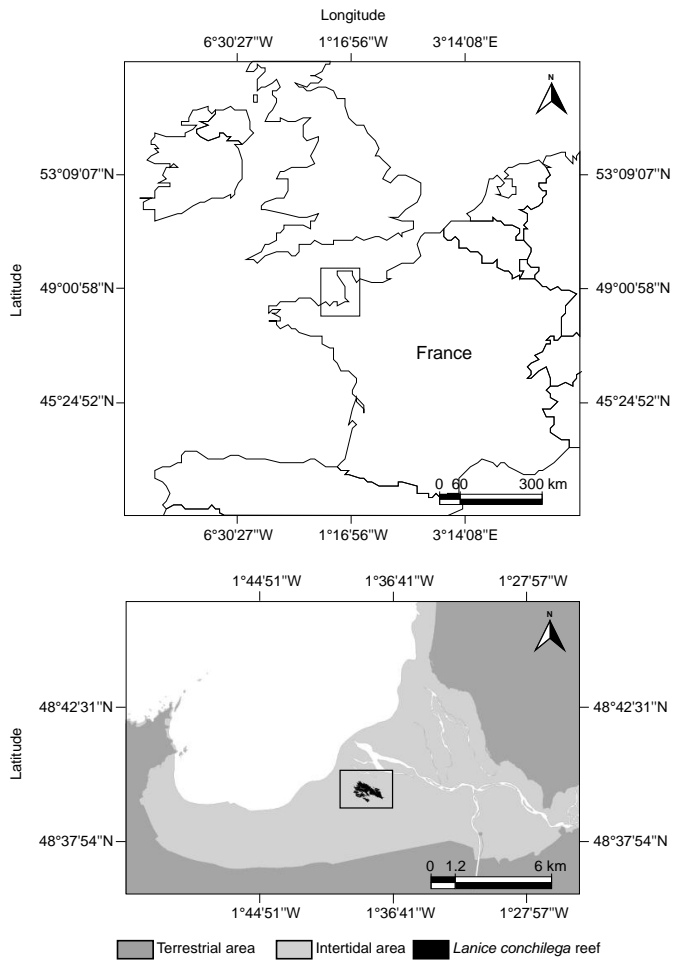 Longitude
6°30'27"W 1°16'56"W 3°14'08"E
N
53°09'07"N 53°09'07"N
Latitude
49°00'58"N 49°00'58"N
France
45°24'52"N 45°24'52"N
0 60 300 km
6°30'27"W 1°16'56"W 3°14'08"E
1°44'51"W 1°36'41"W 1°27'57"W
N
48°42'31"N 48°42'31"N
Latitude
48°37'54"N 48°37'54"N
0 1.2 6 km
1°44'51"W 1°36'41"W 1°27'57"W
Terrestrial area Intertidal area Lanice conchilega reef